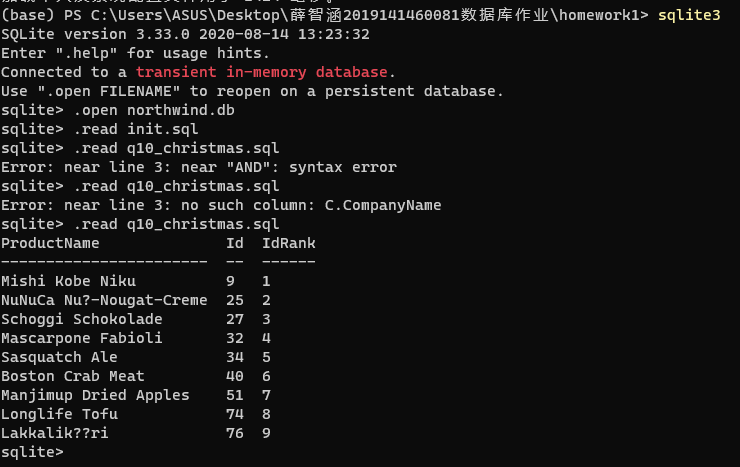 (base) PS C:\Users\ASUS\Desktop\薛智涵2019141460081数据库作业\homework1> sqlite3
SQLite version 3.33.0 2020-08-14 13:23:32
Enter ".help" for usage hints.
Connected to a transient in-memory database.
Use ".open FILENAME" to reopen on a persistent database.
sqlite> .open northwind.db
sqlite> .read init.sql
sqlite> .read q10_christmas.sql
Error: near line 3: near "AND": syntax error
sqlite> .read q10_christmas.sql
Error: near line 3: no such column: C.CompanyName
sqlite> .read q10_christmas.sql
ProductName Id IdRank
----------------------- -- ------
Mishi Kobe Niku 9 1
NuNuCa Nu?-Nougat-Creme 25 2
Schoggi Schokolade 27 3
Mascarpone Fabioli 32 4
Sasquatch Ale 34 5
Boston Crab Meat 40 6
Manjimup Dried Apples 51 7
Longlife Tofu 74 8
Lakkalik??ri 76 9
sqlite>